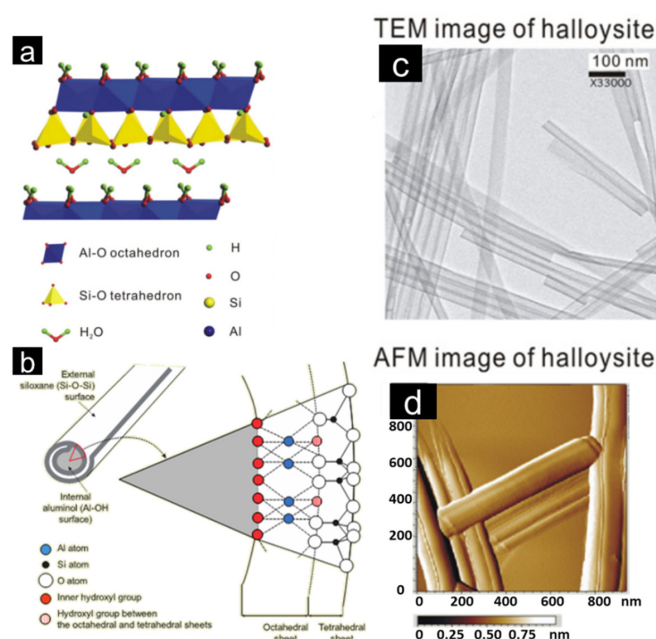 TEM image of halloysite
a
c
100 nm
X33000
Al-O octahedron
H
O
Si-O tetrahedron
Si
H₂O
Al
b
AFM image of halloysite
External
siloxane (Si-O-Si)
surface
Internal
aluminol (Al-OH
surface)
Al atom
Si atom
O atom
Inner hydroxyl group
Hydroxyl group between
the octahedral and tetrahedral sheets
Octahedral
sheet
Tetrahedral
sheet
d
800
600
400
200
0
0 200 400 600 800 nm
0 0.25 0.50 0.75 nm